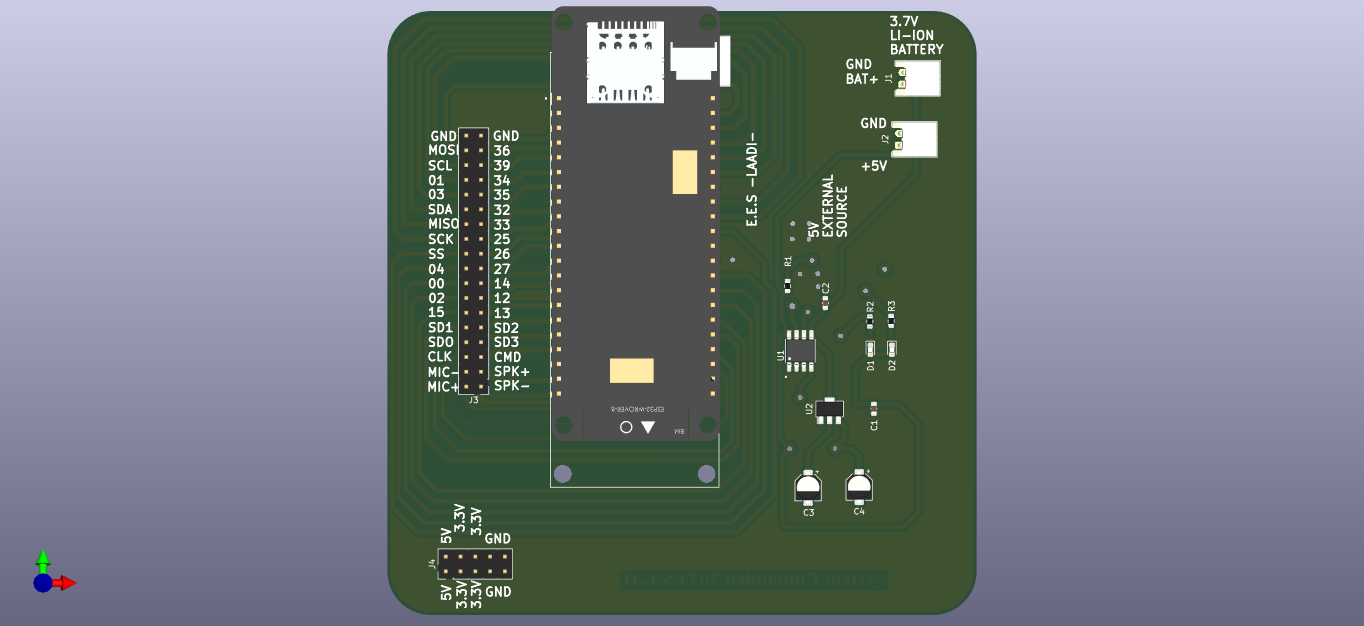 3.7V
LI-ION
BATTERY
GND
BAT+
J1
GND
J2
+5V
E.E.S -LAADI-
5V
EXTERNAL
SOURCE
GND GND
MOSI 36
SCL 39
01 34
03 35
SDA 32
MISO 33
SCK 25
SS 26
04 27
00 14
02 12
15 13
SD1 SD2
SD0 SD3
CLK CMD
MIC- SPK+
MIC+ SPK-
J3
R1
C2
R2
R3
U1
D1
D2
U2
C1
ESP32-WROVER-B
BM
+
C3
+
C4
5V
3.3V
3.3V
GND
J4
5V
3.3V
3.3V
GND